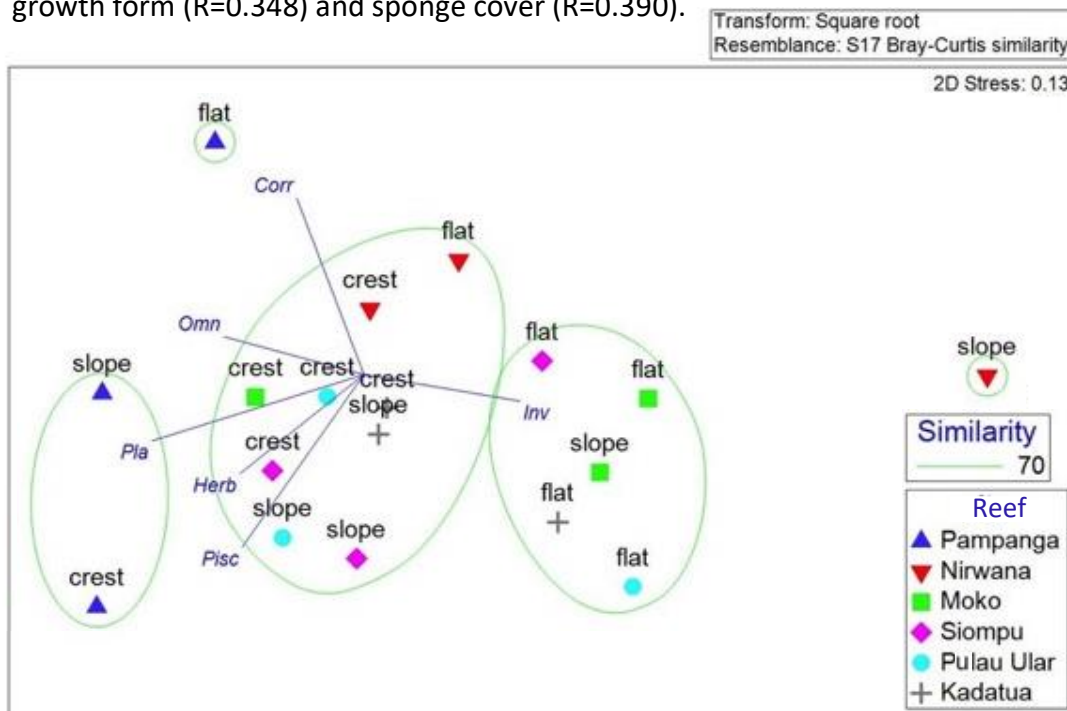 growth form (R=0.348) and sponge cover (R=0.390).
Transform: Square root
Resemblance: S17 Bray-Curtis similarity
2D Stress: 0.13
flat
Corr
flat
crest
Omn
flat
slope
slope
crest
crest
crest
flat
slope
Inv
Pla
crest
slope
Herb
flat
slope
slope
Pisc
flat
crest
Similarity
70
Reef
Pampanga
Nirwana
Moko
Siompu
Pulau Ular
Kadatua